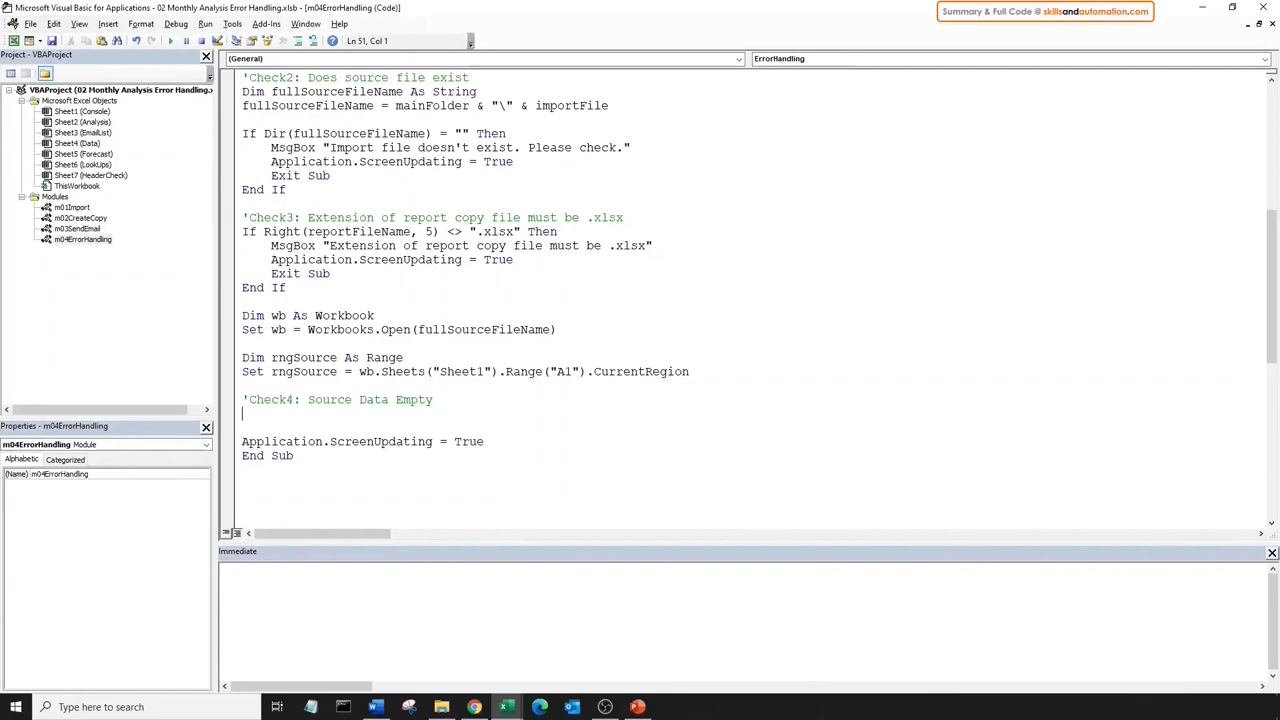 Microsoft Visual Basic for Applications - 02 Monthly Analysis Error Handling.xlsb - [m04ErrorHandling (Code)]
Summary & Full Code @ skillsandautomation.com
File Edit View Insert Format Debug Run Tools Add-Ins Window Help
Ln 51, Col 1
Project - VBAProject
(General)
ErrorHandling
VBAProject (02 Monthly Analysis Error Handling.
Microsoft Excel Objects
Sheet1 (Console)
Sheet2 (Analysis)
Sheet3 (EmailList)
Sheet4 (Data)
Sheet5 (Forecast)
Sheet6 (LookUps)
Sheet7 (HeaderCheck)
ThisWorkbook
Modules
m01Import
m02CreateCopy
m03SendEmail
m04ErrorHandling
'Check2: Does source file exist
Dim fullSourceFileName As String
fullSourceFileName = mainFolder & "\" & importFile
If Dir(fullSourceFileName) = "" Then
MsgBox "Import file doesn't exist. Please check."
Application.ScreenUpdating = True
Exit Sub
End If
'Check3: Extension of report copy file must be .xlsx
If Right(reportFileName, 5) <> ".xlsx" Then
MsgBox "Extension of report copy file must be .xlsx"
Application.ScreenUpdating = True
Exit Sub
End If
Dim wb As Workbook
Set wb = Workbooks.Open(fullSourceFileName)
Dim rngSource As Range
Set rngSource = wb.Sheets("Sheet1").Range("A1").CurrentRegion
'Check4: Source Data Empty
Application.ScreenUpdating = True
End Sub
Properties - m04ErrorHandling
m04ErrorHandling Module
Alphabetic Categorized
(Name) m04ErrorHandling
Immediate
Type here to search